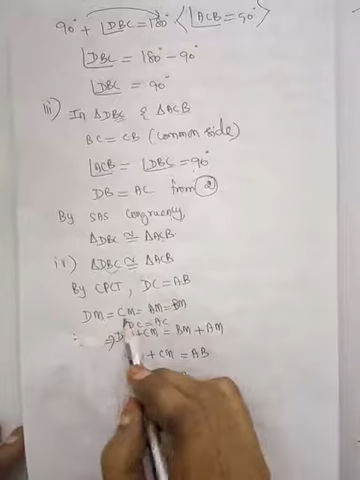 90° + ∠DBC = 180° (∠ACB = 90°)
∠DBC = 180° - 90°
∠DBC = 90°
iii) In ΔDBC & ΔACB
BC = CB (common side)
∠ACB = ∠DBC = 90°
DB = AC from ②
By SAS congruency
ΔDBC ≅ ΔACB
iv) ΔDBC ≅ ΔACB
By CPCT, DC = AB
DM = CM = AM = BM
DC = AC
∴ ⇒ D + CM = BM + AM
+ CM = AB